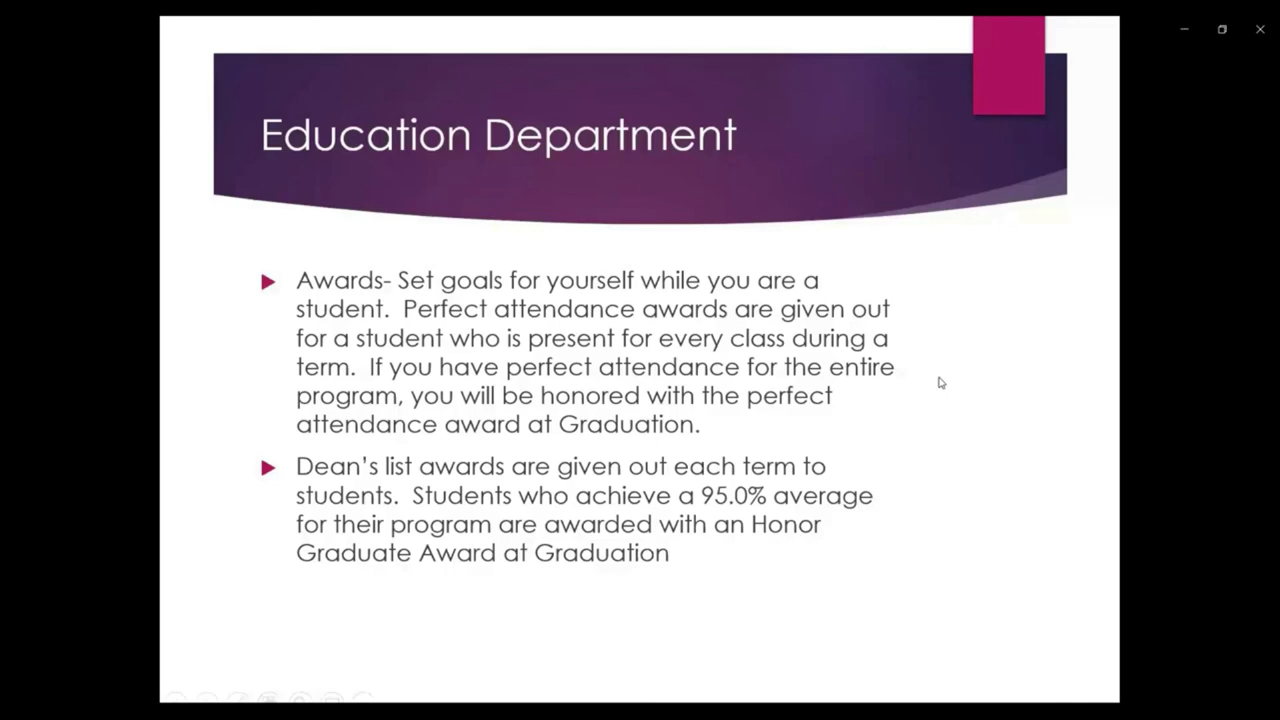 Education Department
Awards- Set goals for yourself while you are a
student.  Perfect attendance awards are given out
for a student who is present for every class during a
term.  If you have perfect attendance for the entire
program, you will be honored with the perfect
attendance award at Graduation.
Dean’s list awards are given out each term to
students.  Students who achieve a 95.0% average
for their program are awarded with an Honor
Graduate Award at Graduation